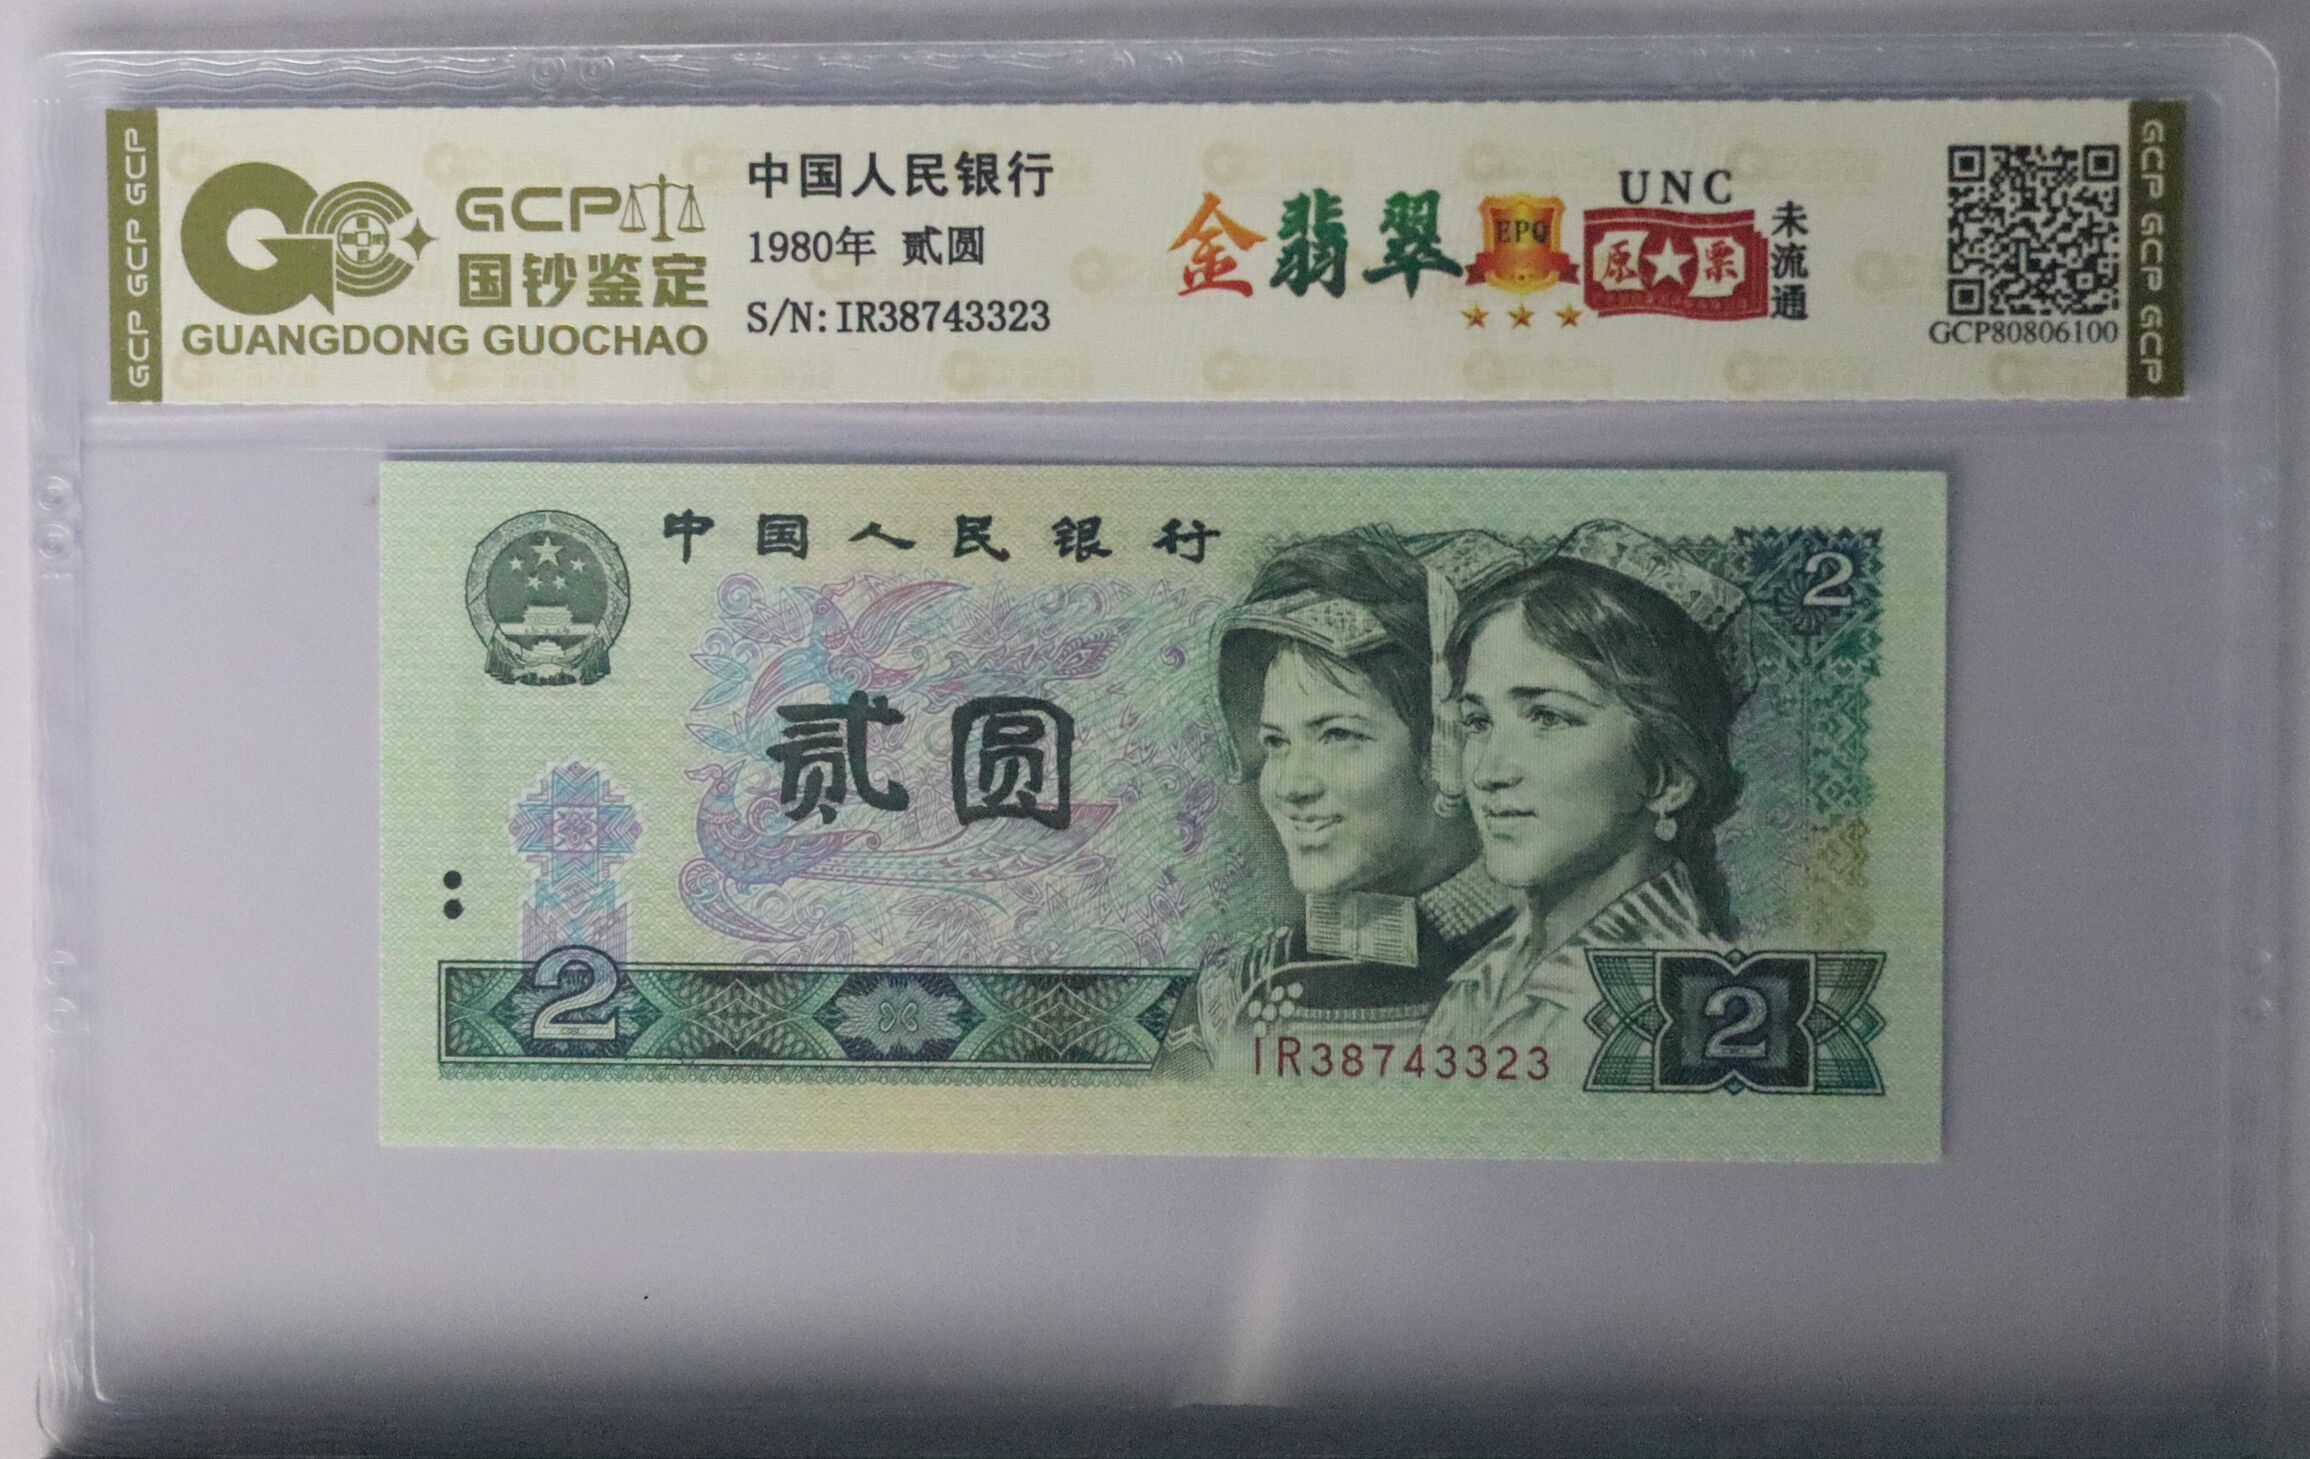 GCP GCP GCP
GCP
国钞鉴定
GUANGDONG GUOCHAO
中国人民银行
1980年 贰圆
S/N:IR38743323
金翡翠
EPQ
UNC
原票
未流通
GCP80806100
GCP GCP GCP
中国人民银行
2
贰圆
2
IR38743323
2